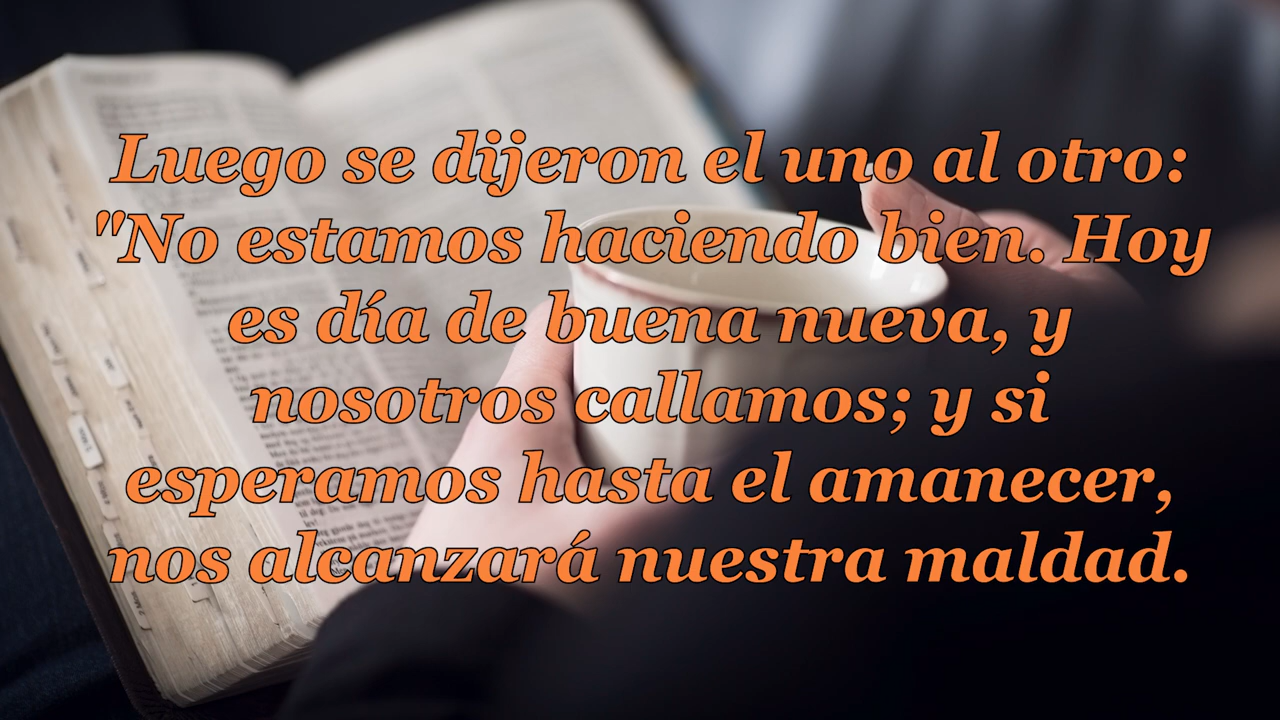 Luego se dijeron el uno al otro:
"No estamos haciendo bien. Hoy
es día de buena nueva, y
nosotros callamos; y si
esperamos hasta el amanecer,
nos alcanzará nuestra maldad.